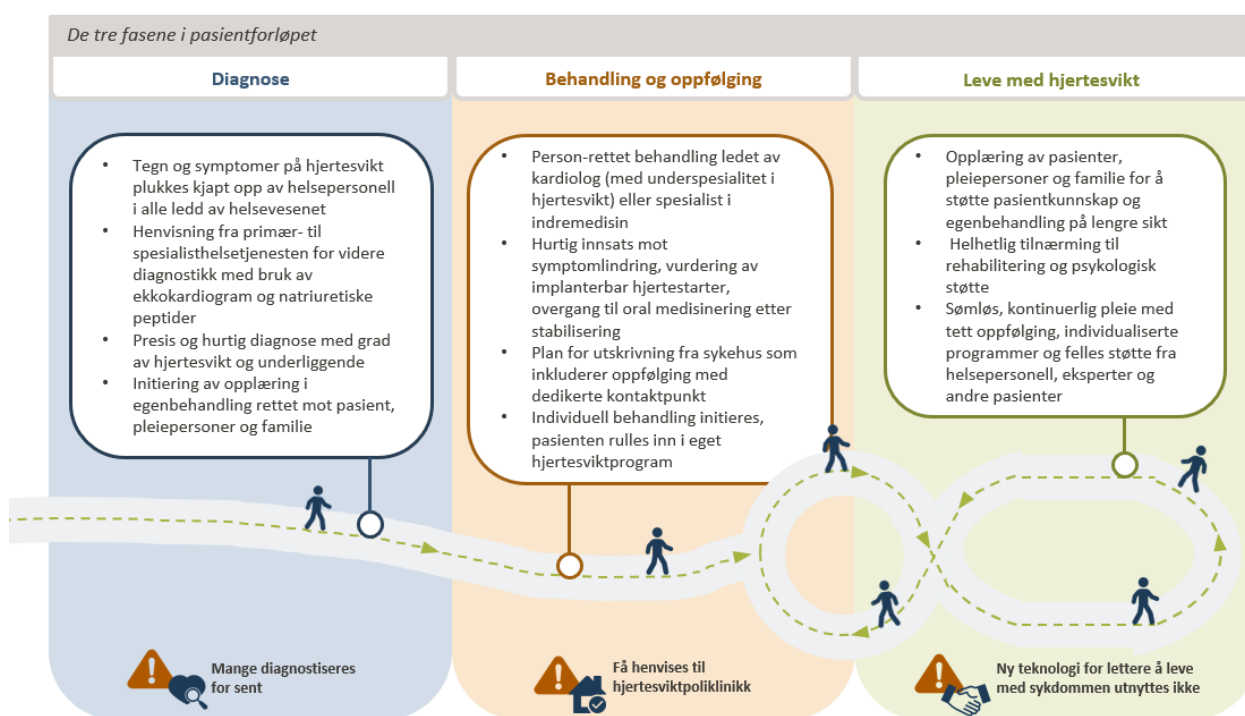 De tre fasene i pasientforløpet
Diagnose
• Tegn og symptomer på hjertesvikt
plukkes kjapt opp av helsepersonell
i alle ledd av helsevesenet
• Henvisning fra primær- til
spesialisthelsetjenesten for videre
diagnostikk med bruk av
ekkokardiogram og natriuretiske
peptider
• Presis og hurtig diagnose med grad
av hjertesvikt og underliggende
• Initiering av opplæring i
egenbehandling rettet mot pasient,
pleiepersoner og familie
Mange diagnostiseres
for sent
Behandling og oppfølging
• Person-rettet behandling ledet av
kardiolog (med underspesialitet i
hjertesvikt) eller spesialist i
indremedisin
• Hurtig innsats mot
symptomlindring, vurdering av
implanterbar hjertestarter,
overgang til oral medisinering etter
stabilisering
• Plan for utskrivning fra sykehus som
inkluderer oppfølging med
dedikerte kontaktpunkt
• Individuell behandling initieres,
pasienten rulles inn i eget
hjertesviktprogram
Få henvises til
hjertesviktpoliklinikk
Leve med hjertesvikt
• Opplæring av pasienter,
pleiepersoner og familie for å
støtte pasientkunnskap og
egenbehandling på lengre sikt
• Helhetlig tilnærming til
rehabilitering og psykologisk
støtte
• Sømløs, kontinuerlig pleie med
tett oppfølging, individualiserte
programmer og felles støtte fra
helsepersonell, eksperter og
andre pasienter
Ny teknologi for lettere å leve
med sykdommen utnyttes ikke